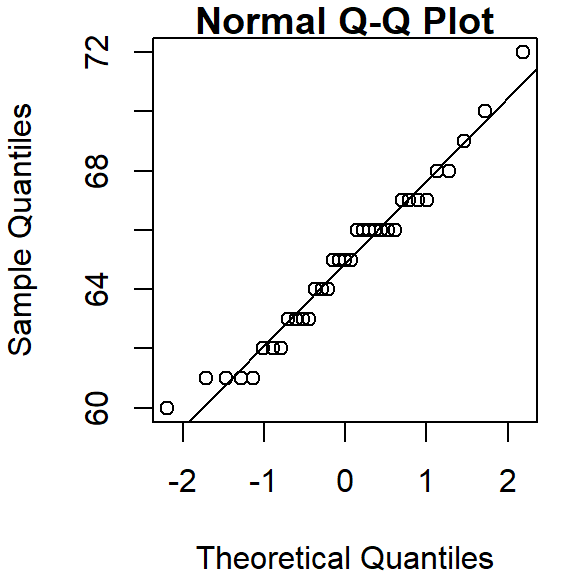 Normal Q-Q Plot
72
68
64
60
Sample Quantiles
-2 -1 0 1 2
Theoretical Quantiles